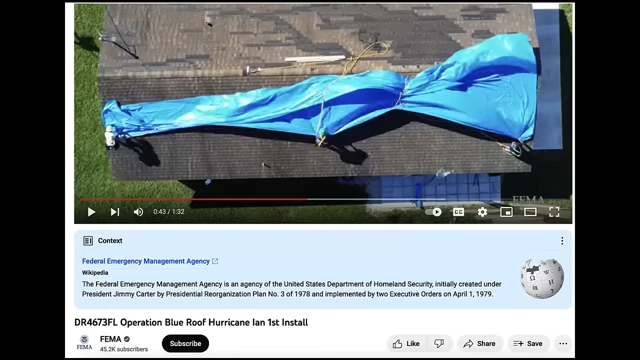 FEMA
0:43 / 1:32
CC
Context
Federal Emergency Management Agency
Wikipedia
The Federal Emergency Management Agency is an agency of the United States Department of Homeland Security, initially created under
President Jimmy Carter by Presidential Reorganization Plan No. 3 of 1978 and implemented by two Executive Orders on April 1, 1979.
DR4673FL Operation Blue Roof Hurricane Ian 1st Install
FEMA
45.2K subscribers
Subscribe
Like
Share
Save